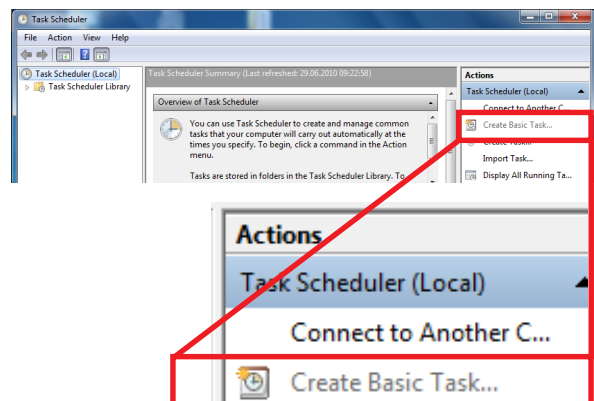 Task Scheduler
File Action View Help
Task Scheduler (Local)
Task Scheduler Library
Task Scheduler Summary (Last refreshed: 29.06.2010 09:22:58)
Overview of Task Scheduler
You can use Task Scheduler to create and manage common
tasks that your computer will carry out automatically at the
times you specify. To begin, click a command in the Action
menu.
Tasks are stored in folders in the Task Scheduler Library. To
Actions
Task Scheduler (Local)
Connect to Another C...
Create Basic Task...
Create Task...
Import Task...
Display All Running Ta...
Actions
Task Scheduler (Local)
Connect to Another C...
Create Basic Task...